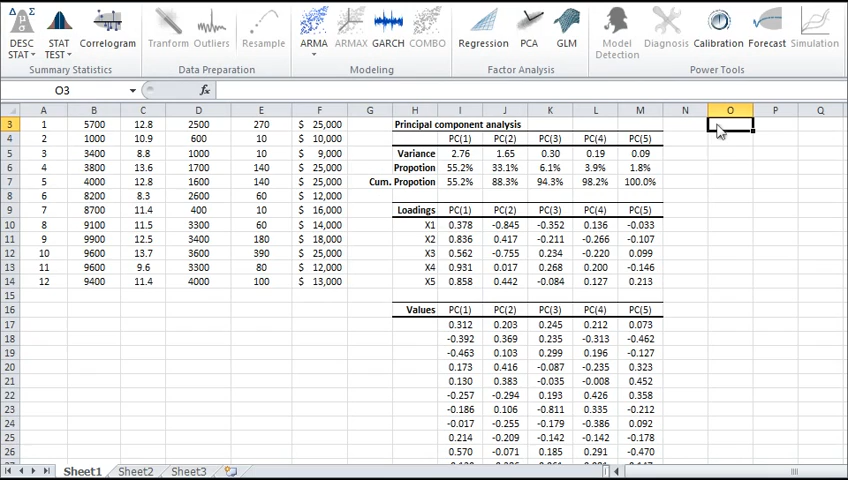 DESC STAT STAT TEST Correlogram Tranform Outliers Resample ARMA ARMAX GARCH COMBO Regression PCA GLM Model Detection Diagnosis Calibration Forecast Simulation
Summary Statistics Data Preparation Modeling Factor Analysis Power Tools
O3 fx
A B C D E F G H I J K L M N O P Q
3 1 5700 12.8 2500 270 $ 25,000 Principal component analysis
4 2 1000 10.9 600 10 $ 10,000 PC(1) PC(2) PC(3) PC(4) PC(5)
5 3 3400 8.8 1000 10 $ 9,000 Variance 2.76 1.65 0.30 0.19 0.09
6 4 3800 13.6 1700 140 $ 25,000 Propotion 55.2% 33.1% 6.1% 3.9% 1.8%
7 5 4000 12.8 1600 140 $ 25,000 Cum. Propotion 55.2% 88.3% 94.3% 98.2% 100.0%
8 6 8200 8.3 2600 60 $ 12,000
9 7 8700 11.4 400 10 $ 16,000 Loadings PC(1) PC(2) PC(3) PC(4) PC(5)
10 8 9100 11.5 3300 60 $ 14,000 X1 0.378 -0.845 -0.352 0.136 -0.033
11 9 9900 12.5 3400 180 $ 18,000 X2 0.836 0.417 -0.211 -0.266 -0.107
12 10 9600 13.7 3600 390 $ 25,000 X3 0.562 -0.755 0.234 -0.220 0.099
13 11 9600 9.6 3300 80 $ 12,000 X4 0.931 0.017 0.268 0.200 -0.146
14 12 9400 11.4 4000 100 $ 13,000 X5 0.858 0.442 -0.084 0.127 0.213
15
16 Values PC(1) PC(2) PC(3) PC(4) PC(5)
17 0.312 0.203 0.245 0.212 0.073
18 -0.392 0.369 0.235 -0.313 -0.462
19 -0.463 0.103 0.299 0.196 -0.127
20 0.173 0.416 -0.087 -0.235 0.323
21 0.130 0.383 -0.035 -0.008 0.452
22 -0.257 -0.294 0.193 0.426 0.358
23 -0.186 0.106 -0.811 0.335 -0.212
24 -0.017 -0.255 -0.179 -0.386 0.092
25 0.214 -0.209 -0.142 -0.142 -0.178
26 0.570 -0.071 0.185 0.291 -0.470
Sheet1 Sheet2 Sheet3